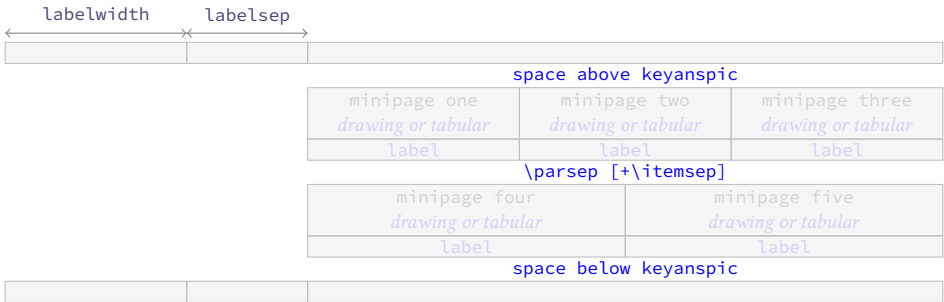 labelwidth labelsep
space above keyanspic
minipage one minipage two minipage three
drawing or tabular drawing or tabular drawing or tabular
label label label
\parsep [+\itemsep]
minipage four minipage five
drawing or tabular drawing or tabular
label label
space below keyanspic